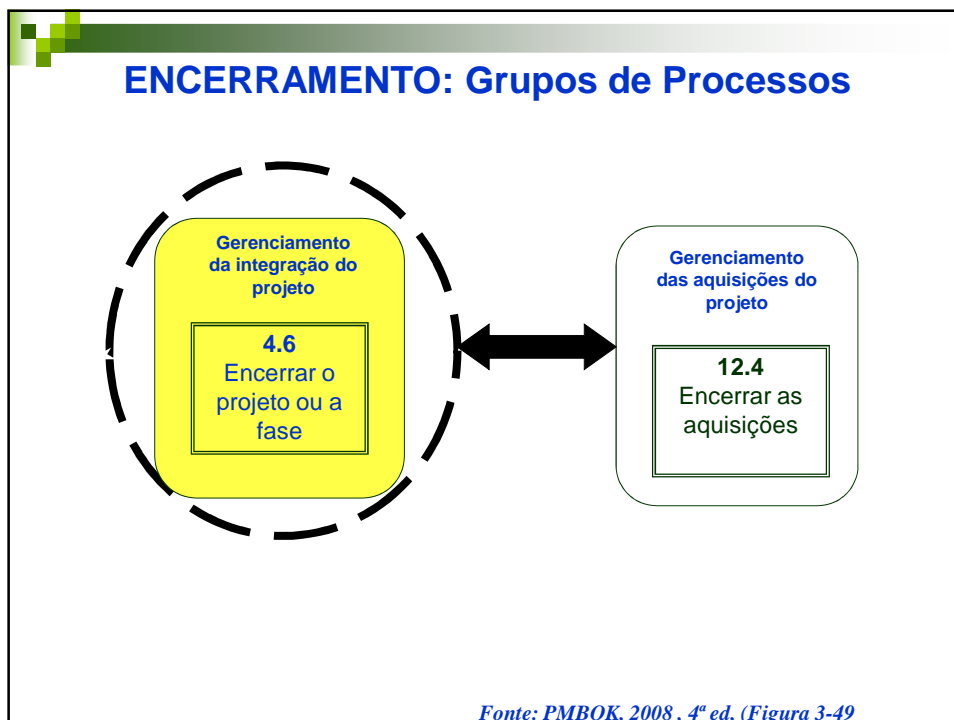 ENCERRAMENTO: Grupos de Processos
Gerenciamento
da integração do
projeto
4.6
Encerrar o
projeto ou a
fase
Gerenciamento
das aquisições do
projeto
12.4
Encerrar as
aquisições
Fonte: PMBOK, 2008 , 4ª ed. (Figura 3-49